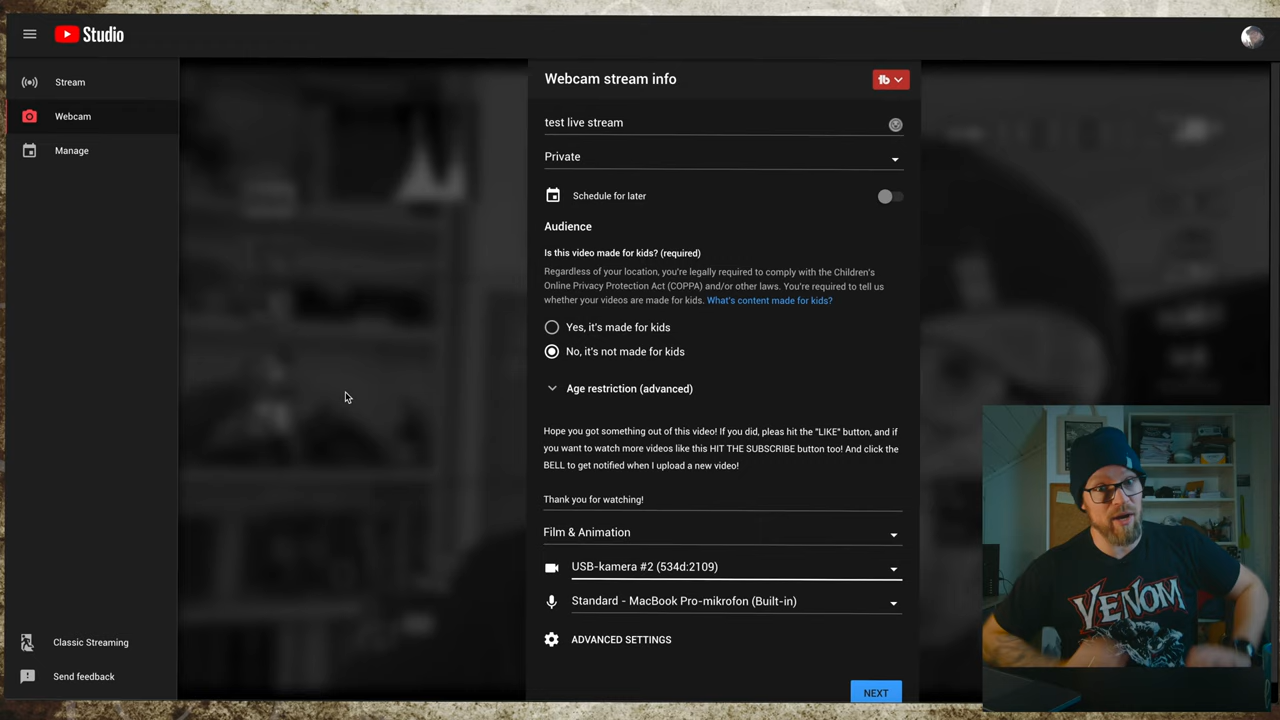 Studio
Stream
Webcam
Manage
Webcam stream info
tb
test live stream
Private
Schedule for later
Audience
Is this video made for kids? (required)
Regardless of your location, you're legally required to comply with the Children's
Online Privacy Protection Act (COPPA) and/or other laws. You're required to tell us
whether your videos are made for kids. What's content made for kids?
Yes, it's made for kids
No, it's not made for kids
Age restriction (advanced)
Hope you got something out of this video! If you did, pleas hit the "LIKE" button, and if
you want to watch more videos like this HIT THE SUBSCRIBE button too! And click the
BELL to get notified when I upload a new video!
Thank you for watching!
Film & Animation
USB-kamera #2 (534d:2109)
Standard - MacBook Pro-mikrofon (Built-in)
ADVANCED SETTINGS
NEXT
Classic Streaming
Send feedback
VENOM